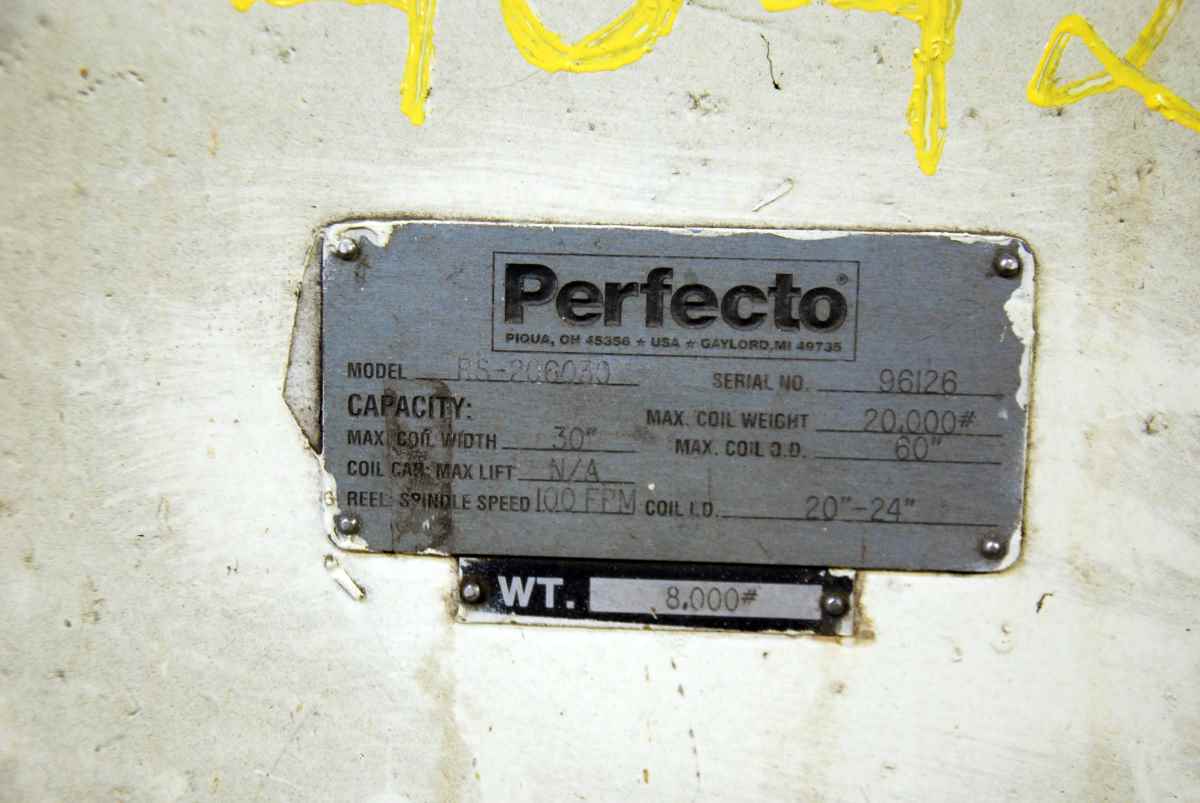 Perfecto®
PIQUA, OH 45356 ★ USA ★ GAYLORD, MI 49735
MODEL RS-206030 SERIAL NO. 96126
CAPACITY: MAX. COIL WEIGHT 20,000#
MAX. COIL WIDTH 30" MAX. COIL O.D. 60"
COIL CAR: MAX LIFT N/A
REEL: SPINDLE SPEED 100 FPM COIL I.D. 20"-24"
WT. 8,000#